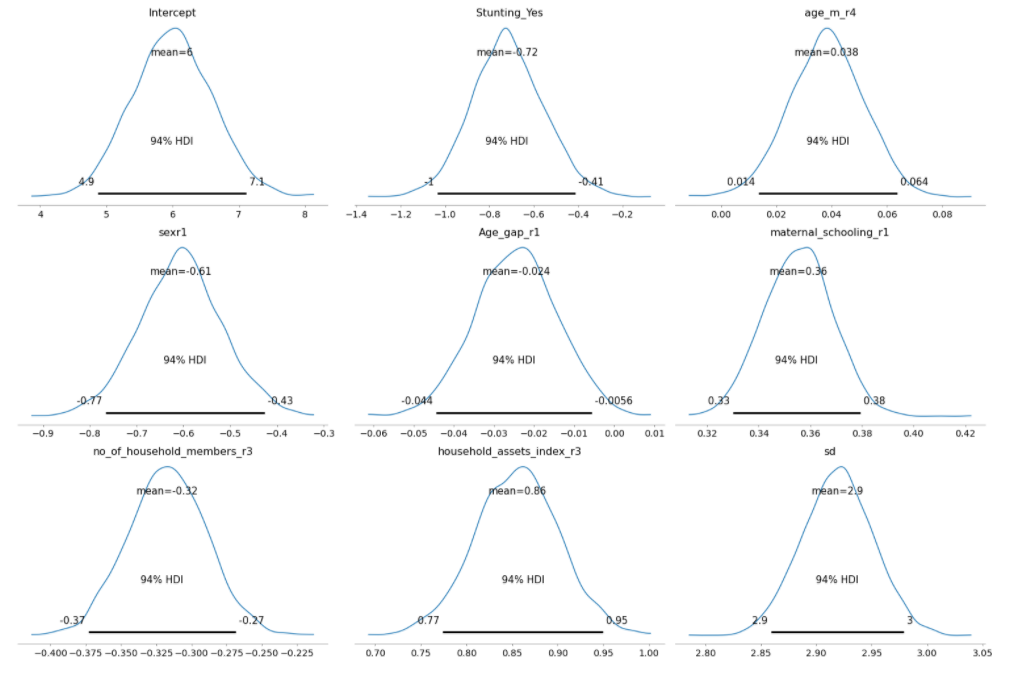 Intercept
mean=6
94% HDI
4.9
7.1
4 5 6 7 8
Stunting_Yes
mean=-0.72
94% HDI
-1
-0.41
−1.4 −1.2 −1.0 −0.8 −0.6 −0.4 −0.2
age_m_r4
mean=0.038
94% HDI
0.014
0.064
0.00 0.02 0.04 0.06 0.08
sexr1
mean=-0.61
94% HDI
-0.77
-0.43
−0.9 −0.8 −0.7 −0.6 −0.5 −0.4 −0.3
Age_gap_r1
mean=-0.024
94% HDI
-0.044
-0.0056
−0.06 −0.05 −0.04 −0.03 −0.02 −0.01 0.00 0.01
maternal_schooling_r1
mean=0.36
94% HDI
0.33
0.38
0.32 0.34 0.36 0.38 0.40 0.42
no_of_household_members_r3
mean=-0.32
94% HDI
-0.37
-0.27
−0.400 −0.375 −0.350 −0.325 −0.300 −0.275 −0.250 −0.225
household_assets_index_r3
mean=0.86
94% HDI
0.77
0.95
0.70 0.75 0.80 0.85 0.90 0.95 1.00
sd
mean=2.9
94% HDI
2.9
3
2.80 2.85 2.90 2.95 3.00 3.05